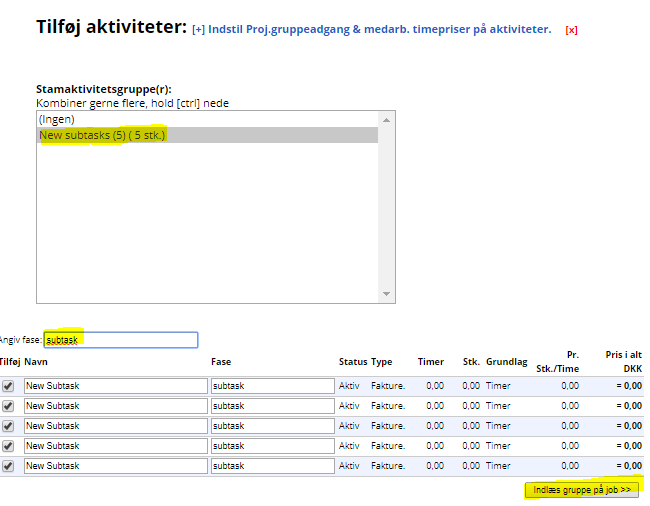 Tilføj aktiviteter: [+] Indstil Proj.gruppeadgang & medarb. timepriser på aktiviteter. [x]
Stamaktivitetsgruppe(r):
Kombiner gerne flere, hold [ctrl] nede
(Ingen)
New subtasks (5) ( 5 stk.)
Angiv fase: subtask
Tilføj Navn Fase Status Type Timer Stk. Grundlag Pr. Stk./Time Pris i alt DKK
New Subtask subtask Aktiv Fakture. 0,00 0,00 Timer 0,00 = 0,00
New Subtask subtask Aktiv Fakture. 0,00 0,00 Timer 0,00 = 0,00
New Subtask subtask Aktiv Fakture. 0,00 0,00 Timer 0,00 = 0,00
New Subtask subtask Aktiv Fakture. 0,00 0,00 Timer 0,00 = 0,00
New Subtask subtask Aktiv Fakture. 0,00 0,00 Timer 0,00 = 0,00
Indlæs gruppe på job >>